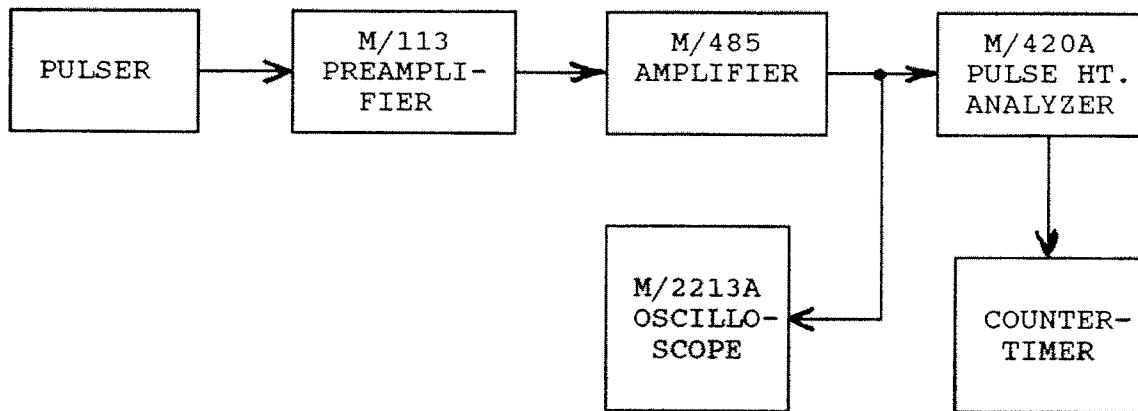 PULSER
M/113
PREAMPLI-
FIER
M/485
AMPLIFIER
M/420A
PULSE HT.
ANALYZER
M/2213A
OSCILLO-
SCOPE
COUNTER-
TIMER